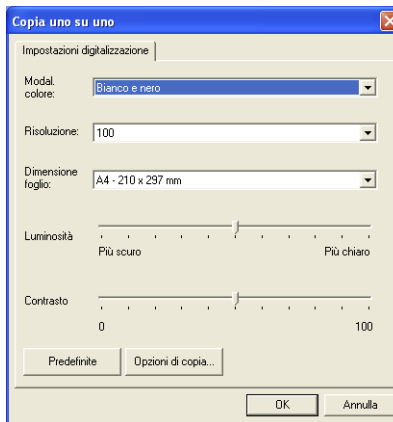 Copia uno su uno
Impostazioni digitalizzazione
Modal.
colore:
Bianco e nero
Risoluzione:
100
Dimensione
foglio:
A4 - 210 x 297 mm
Luminosità
Più scuro
Più chiaro
Contrasto
0
100
Predefinite
Opzioni di copia...
OK
Annulla